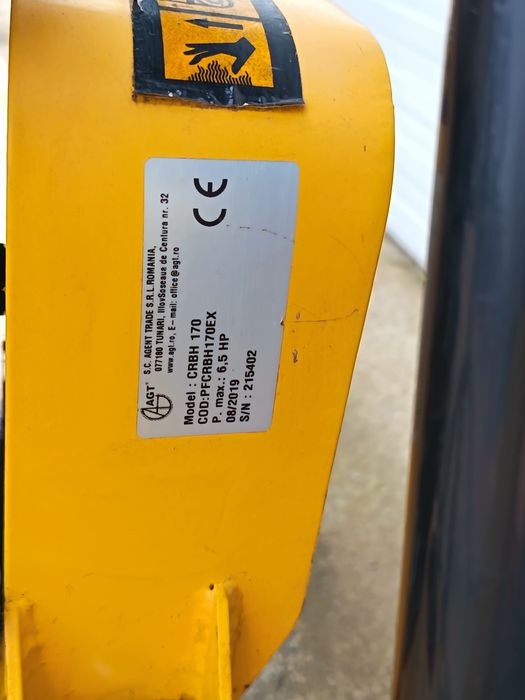 AGT®
S.C. AGENT TRADE S.R.L. ROMANIA,
077180 TUNARI, IlfovSoseaua de Centura nr. 32
www.agt.ro, E-mail: office@agt.ro
Model : CRBH 170
COD:PFCRBH170EX
P. max.: 6,5 HP
08/2019
S/N : 215402
CE